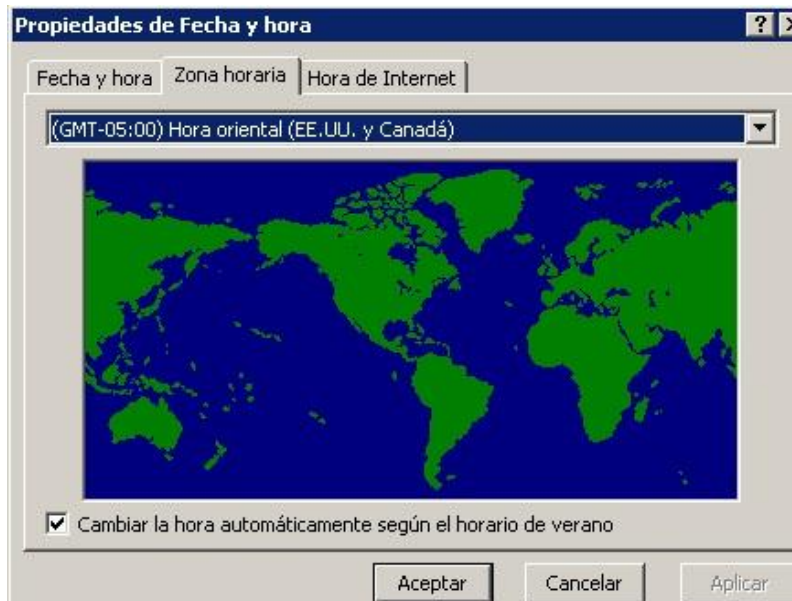 Propiedades de Fecha y hora
Fecha y hora Zona horaria Hora de Internet
(GMT-05:00) Hora oriental (EE.UU. y Canadá)
Cambiar la hora automáticamente según el horario de verano
Aceptar Cancelar Aplicar